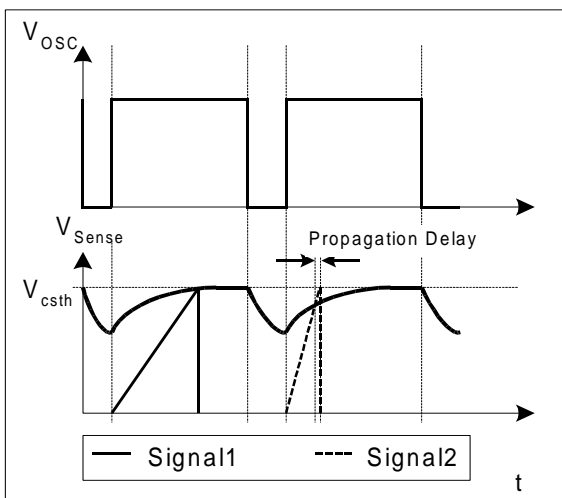 VOSC
VSense
Propagation Delay
Vcsth
Signal1
Signal2
t